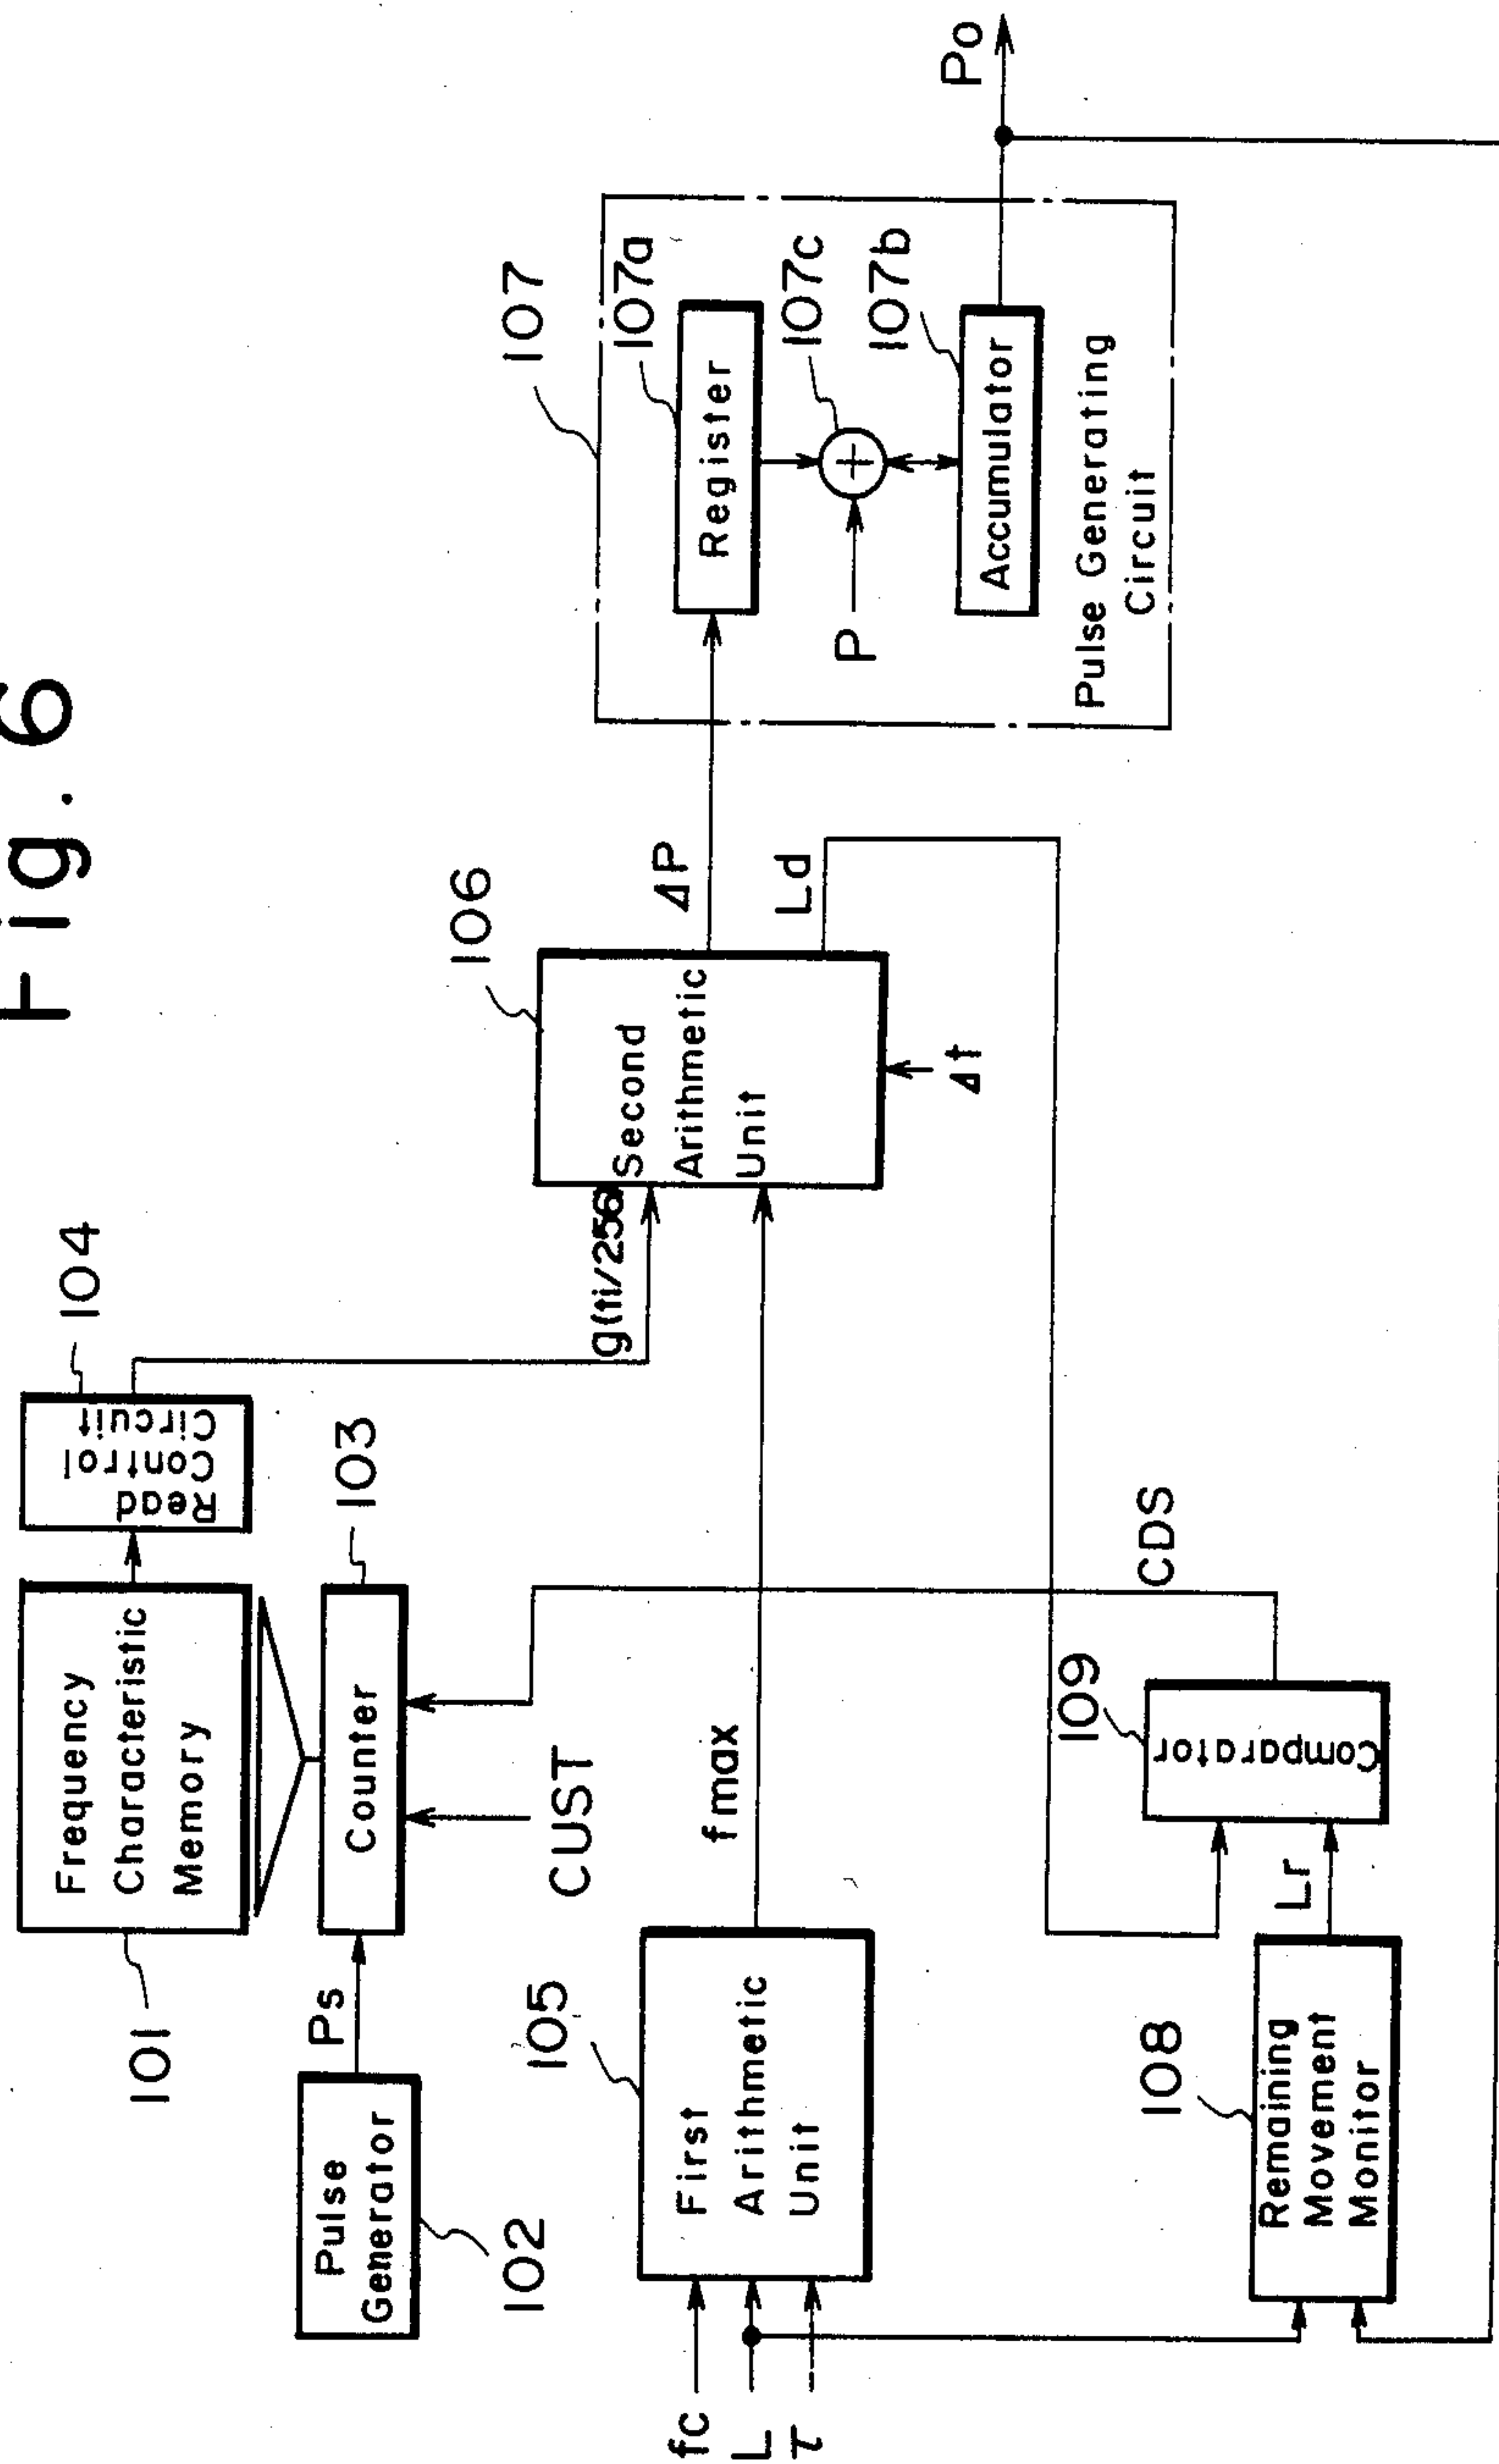 Fig. 6
101
Frequency
Characteristic
Memory
Read
Control
Circuit
104
Pulse
Generator
102
Ps
Counter
103
CUST
CDS
g(ti/256)
fc
L
τ
First
Arithmetic
Unit
105
fmax
Second
Arithmetic
Unit
106
Δt
ΔP
Ld
107
Register
107a
P
+
107c
Accumulator
107b
Pulse Generating
Circuit
Po
Remaining
Movement
Monitor
108
Lr
Comparator
109